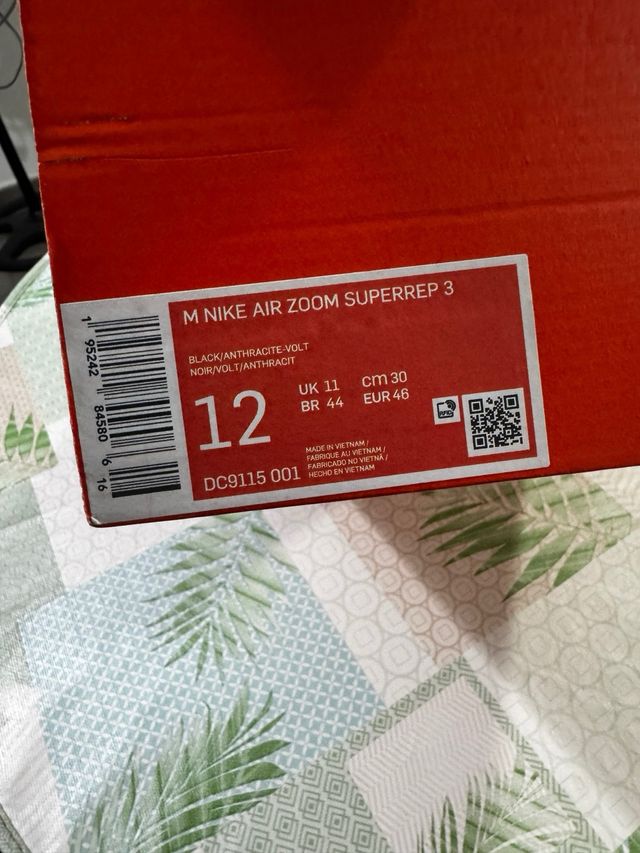 M NIKE AIR ZOOM SUPERREP 3
BLACK/ANTHRACITE-VOLT
NOIR/VOLT/ANTHRACIT
12
UK 11 cm 30
BR 44 EUR 46
MADE IN VIETNAM /
FABRIQUE AU VIETNAM /
FABRICADO NO VIETNÃ /
HECHO EN VIETNAM
DC9115 001
1 95242 84580 6 16